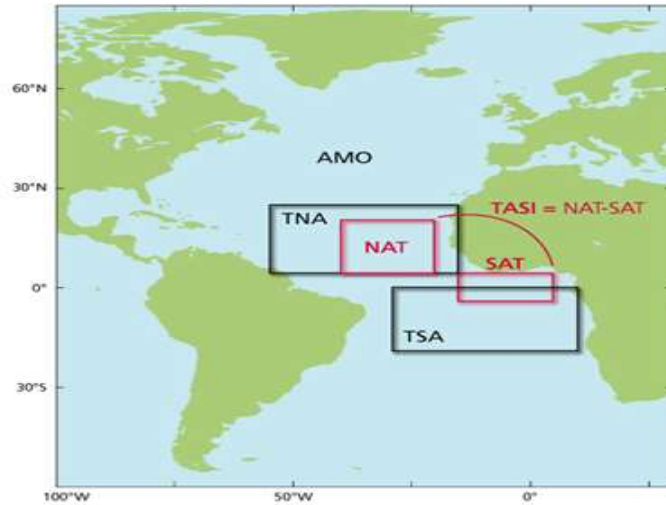 60°N
AMO
30°N
TASI = NAT-SAT
TNA
NAT
SAT
0°
TSA
30°S
100°W
50°W
0°